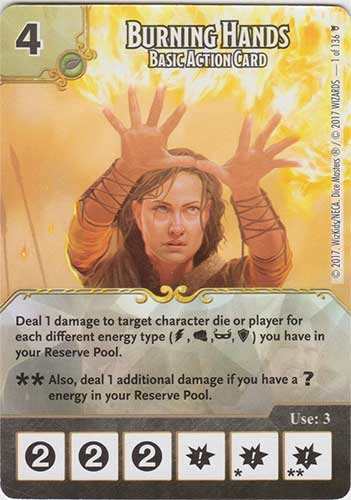 4
BURNING HANDS
BASIC ACTION CARD
© 2017, WizKids/NECA. Dice Masters ® / © 2017 WIZARDS — 1 of 136
Deal 1 damage to target character die or player for
each different energy type ( , , , ) you have in
your Reserve Pool.
** Also, deal 1 additional damage if you have a ?
energy in your Reserve Pool.
Use: 3
2 2 2 ! ! !
* **